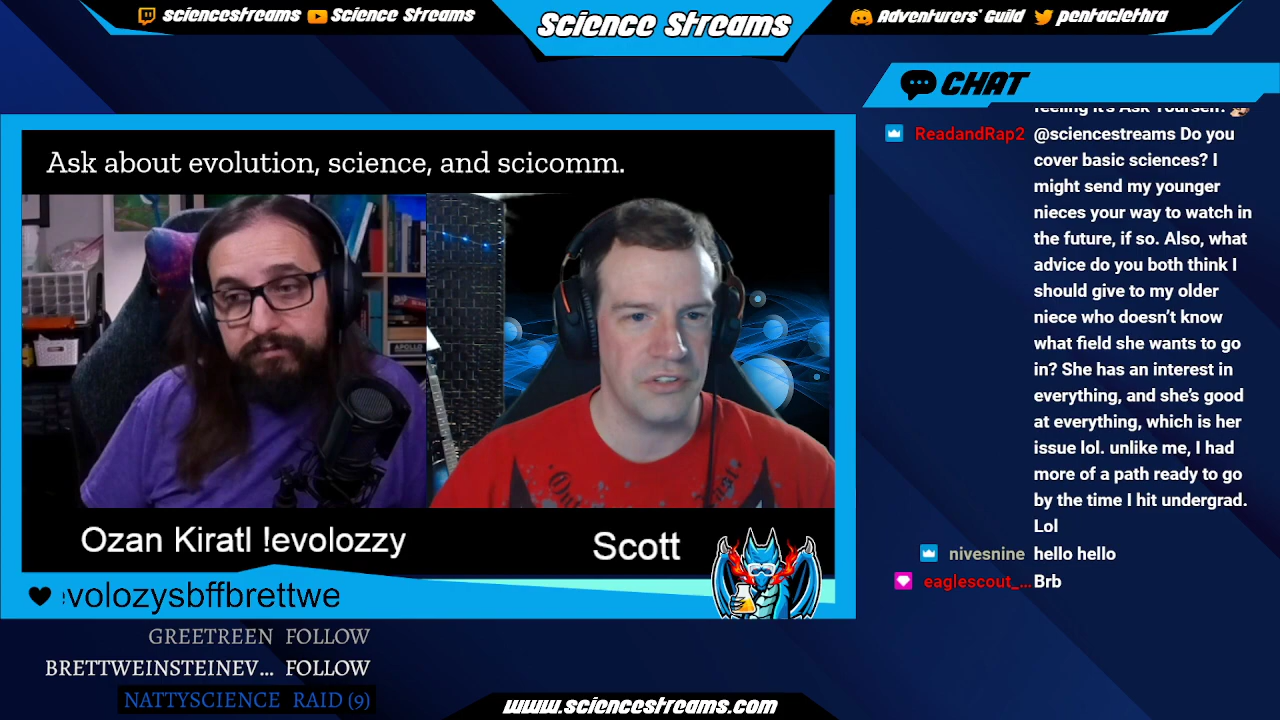 sciencestreams Science Streams
Science Streams
Adventurers' Guild pentaclethra
CHAT
feeling it's Ask Yourself.
ReadandRap2 @sciencestreams Do you
cover basic sciences? I
might send my younger
nieces your way to watch in
the future, if so. Also, what
advice do you both think I
should give to my older
niece who doesn't know
what field she wants to go
in? She has an interest in
everything, and she's good
at everything, which is her
issue lol. unlike me, I had
more of a path ready to go
by the time I hit undergrad.
Lol
nivesnine hello hello
eaglescout_... Brb
Ask about evolution, science, and scicomm.
APOLLO
Ozan Kiratl !evolozzy
Scott
volozysbffbrettwe
GREETREEN FOLLOW
BRETTWEINSTEINEV... FOLLOW
NATTYSCIENCE RAID (9)
www.sciencestreams.com